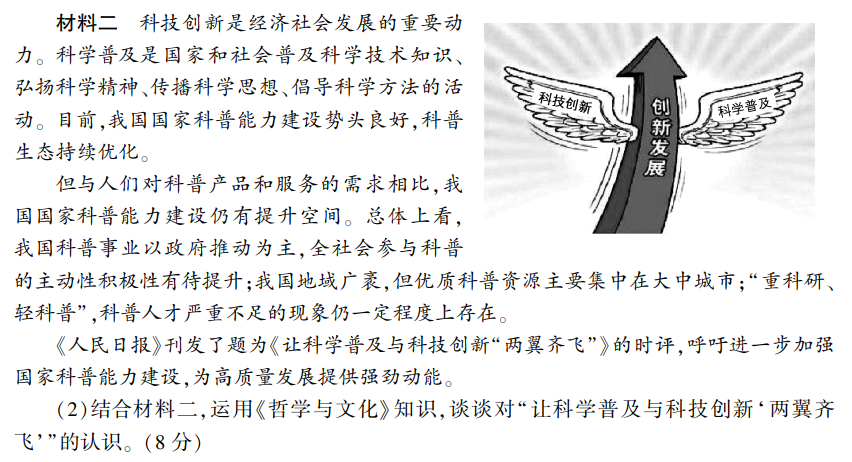 材料二 科技创新是经济社会发展的重要动
力。科学普及是国家和社会普及科学技术知识、
弘扬科学精神、传播科学思想、倡导科学方法的活
动。目前,我国国家科普能力建设势头良好,科普
生态持续优化。
但与人们对科普产品和服务的需求相比,我
国国家科普能力建设仍有提升空间。总体上看,
我国科普事业以政府推动为主,全社会参与科普
的主动性积极性有待提升;我国地域广袤,但优质科普资源主要集中在大中城市;“重科研、
轻科普”,科普人才严重不足的现象仍一定程度上存在。
《人民日报》刊发了题为《让科学普及与科技创新“两翼齐飞”》的时评,呼吁进一步加强
国家科普能力建设,为高质量发展提供强劲动能。
(2)结合材料二,运用《哲学与文化》知识,谈谈对“让科学普及与科技创新‘两翼齐
飞’”的认识。(8分)
科技创新
创新发展
科学普及